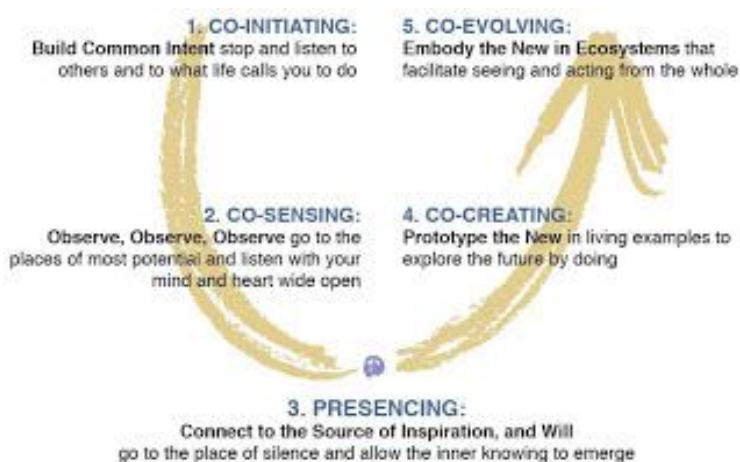 1. CO-INITIATING:
Build Common Intent stop and listen to
others and to what life calls you to do
2. CO-SENSING:
Observe, Observe, Observe go to the
places of most potential and listen with your
mind and heart wide open
3. PRESENCING:
Connect to the Source of Inspiration, and Will
go to the place of silence and allow the inner knowing to emerge
4. CO-CREATING:
Prototype the New in living examples to
explore the future by doing
5. CO-EVOLVING:
Embody the New in Ecosystems that
facilitate seeing and acting from the whole